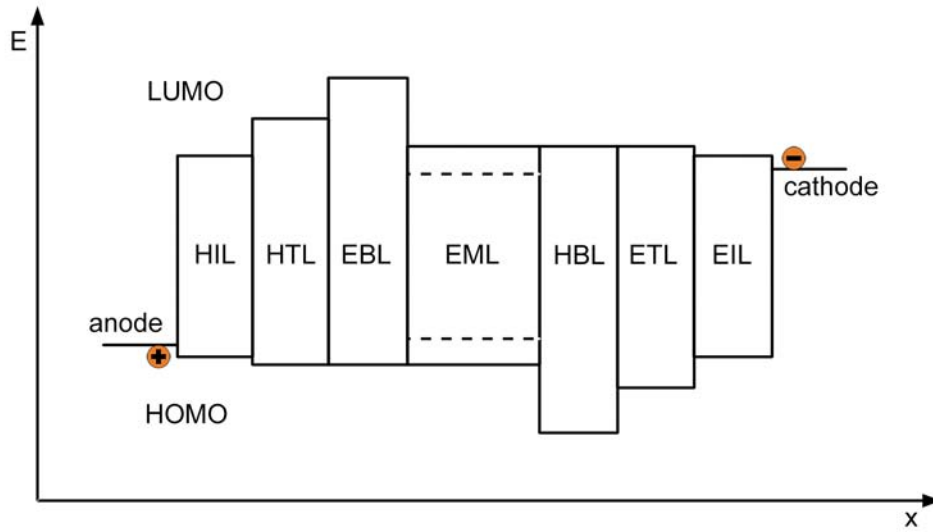 E
LUMO
HIL
HTL
EBL
EML
HBL
ETL
EIL
cathode
anode
HOMO
x